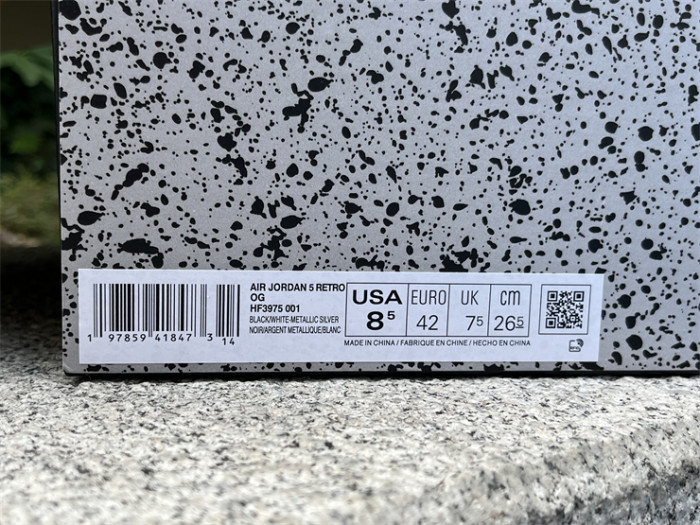 AIR JORDAN 5 RETRO
OG
HF3975 001
BLACK/WHITE-METALLIC SILVER
NOIR/ARGENT METALLIQUE/BLANC
1 97859 41847 3 14
USA EURO UK cm
8⁵ 42 7⁵ 26⁵
MADE IN CHINA / FABRIQUE EN CHINE / HECHO EN CHINA